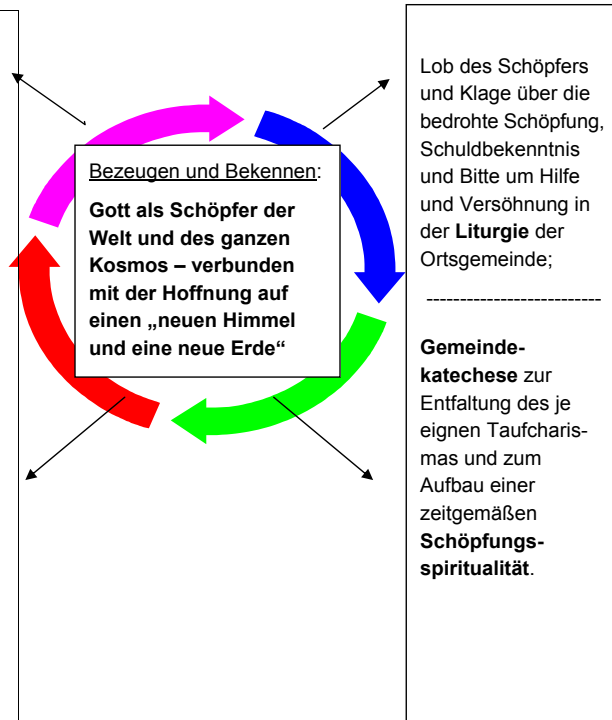 Bezeugen und Bekennen:
Gott als Schöpfer der
Welt und des ganzen
Kosmos – verbunden
mit der Hoffnung auf
einen „neuen Himmel
und eine neue Erde“
Lob des Schöpfers
und Klage über die
bedrohte Schöpfung,
Schuldbekenntnis
und Bitte um Hilfe
und Versöhnung in
der Liturgie der
Ortsgemeinde;
--------------------------
Gemeinde-
katechese zur
Entfaltung des je
eignen Taufcharis-
mas und zum
Aufbau einer
zeitgemäßen
Schöpfungs-
spiritualität.